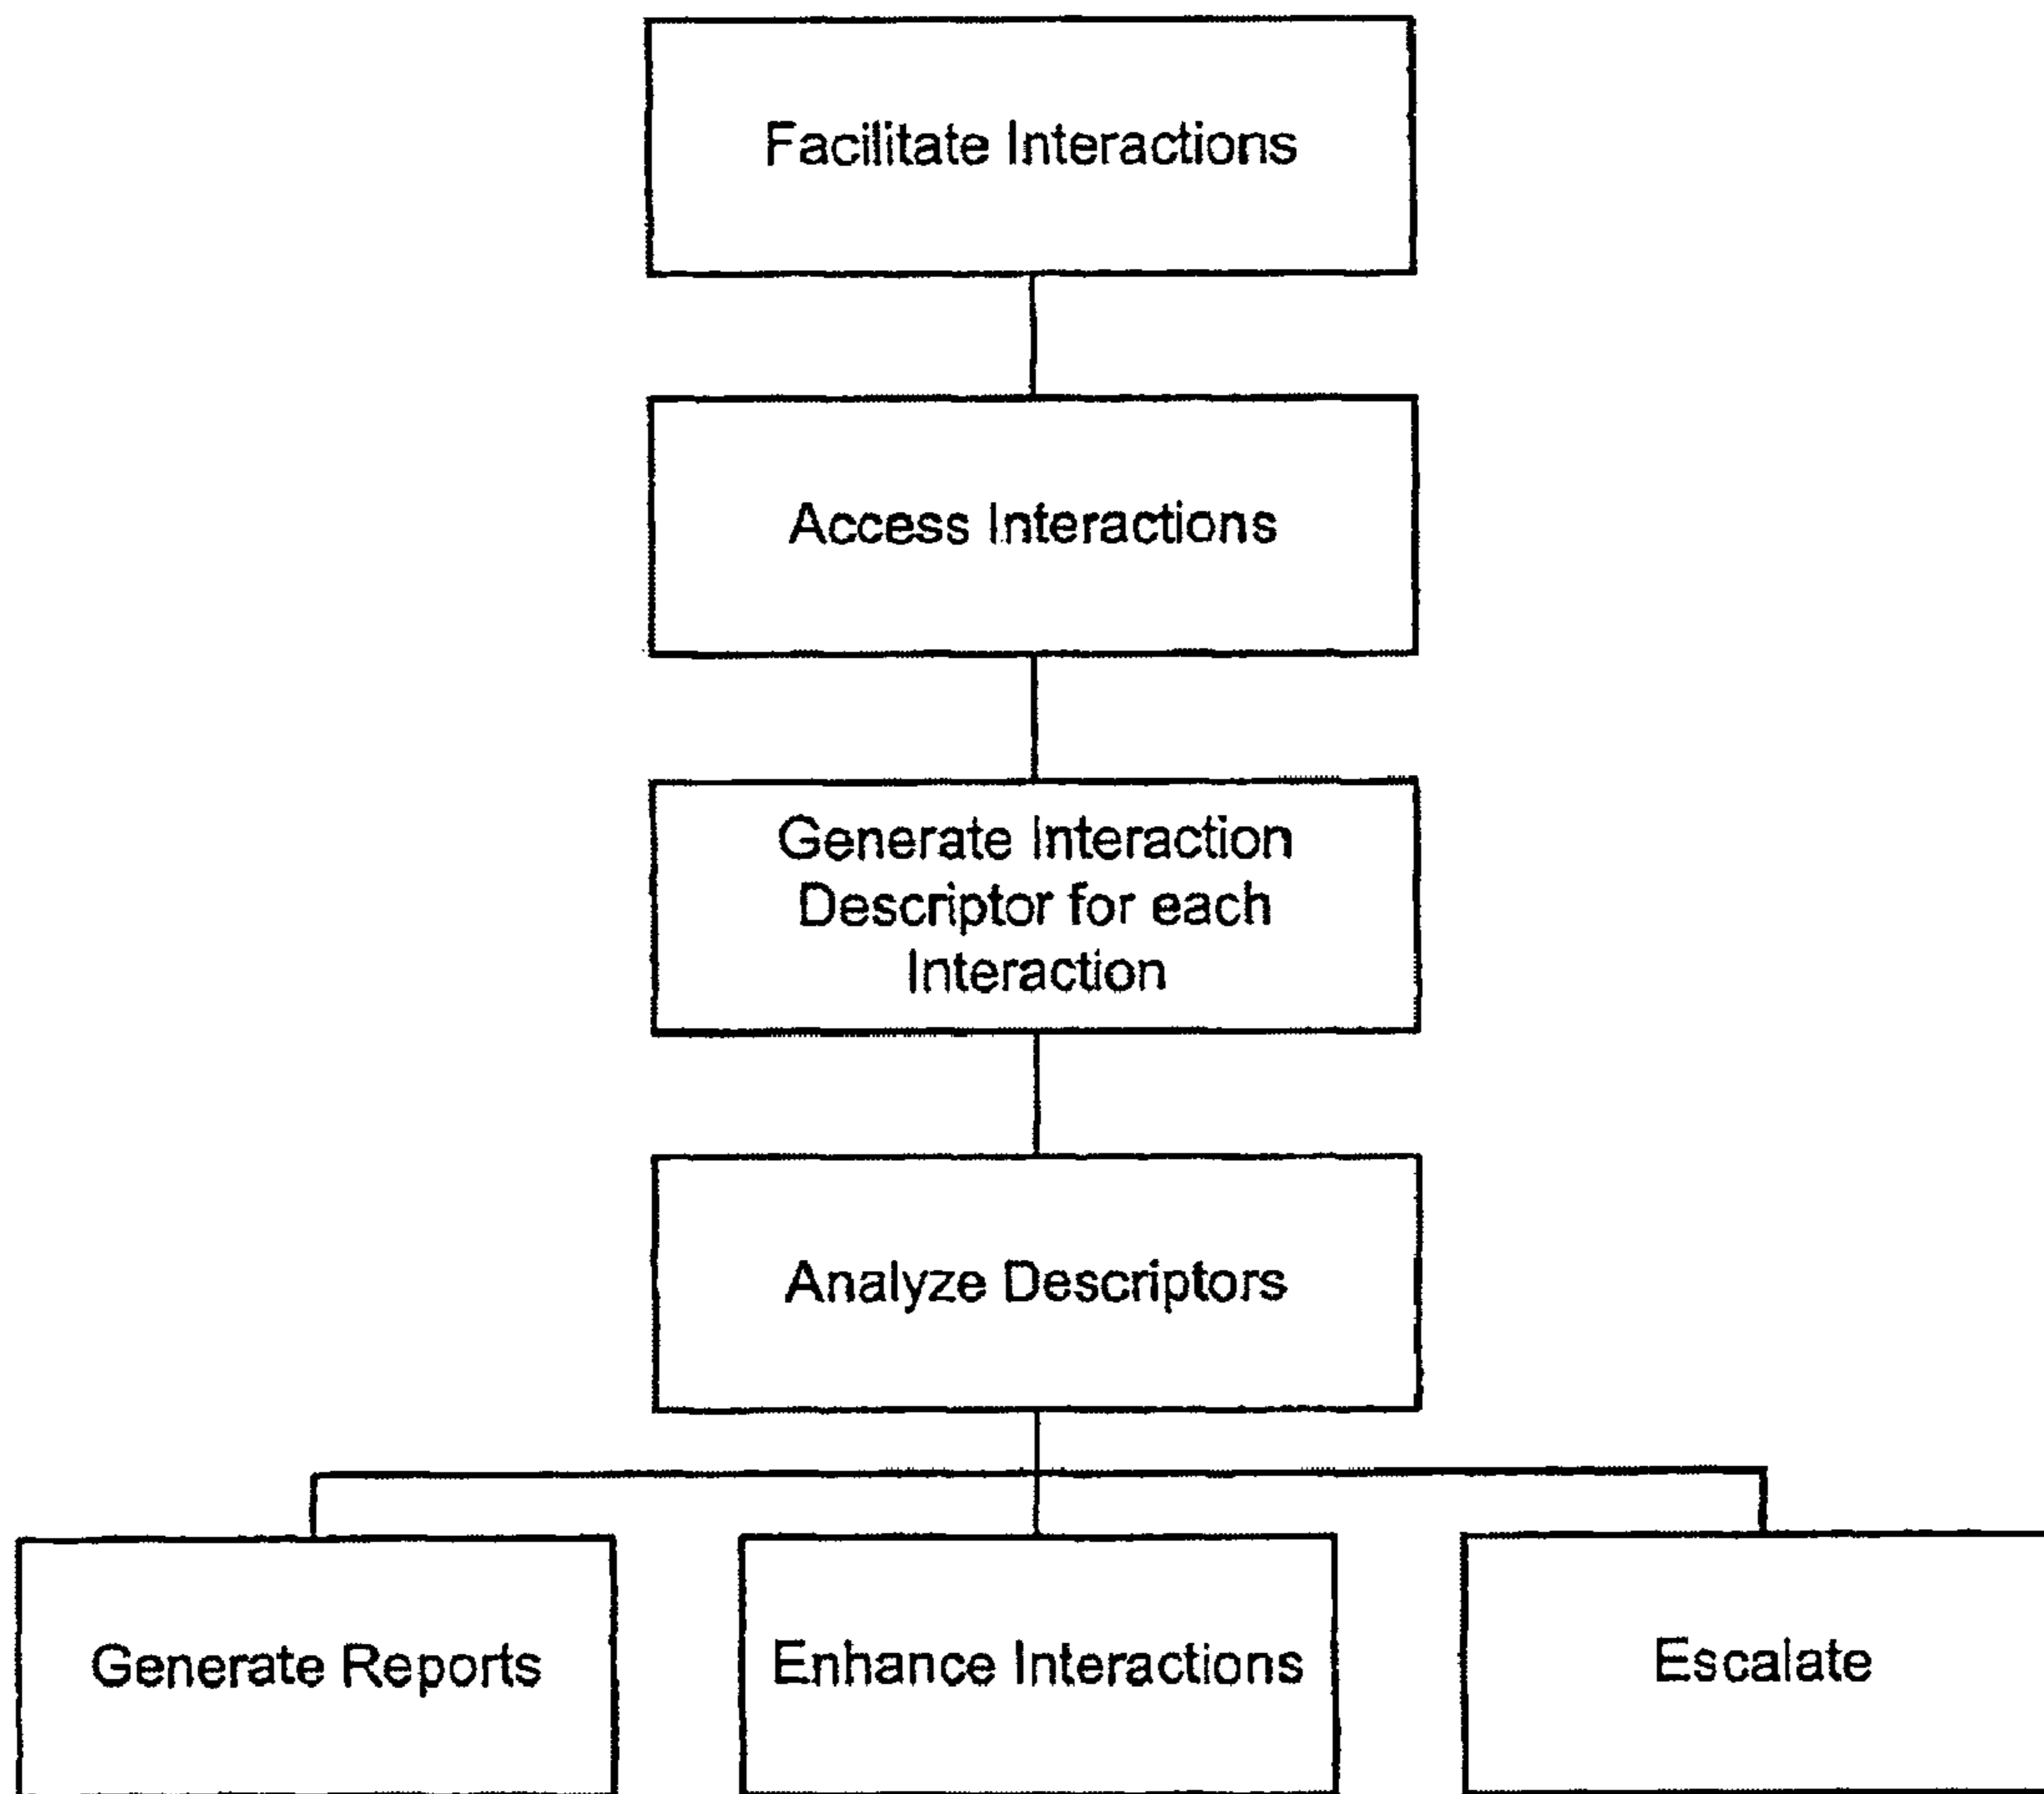 Facilitate Interactions
Access Interactions
Generate Interaction
Descriptor for each
Interaction
Analyze Descriptors
Generate Reports
Enhance Interactions
Escalate